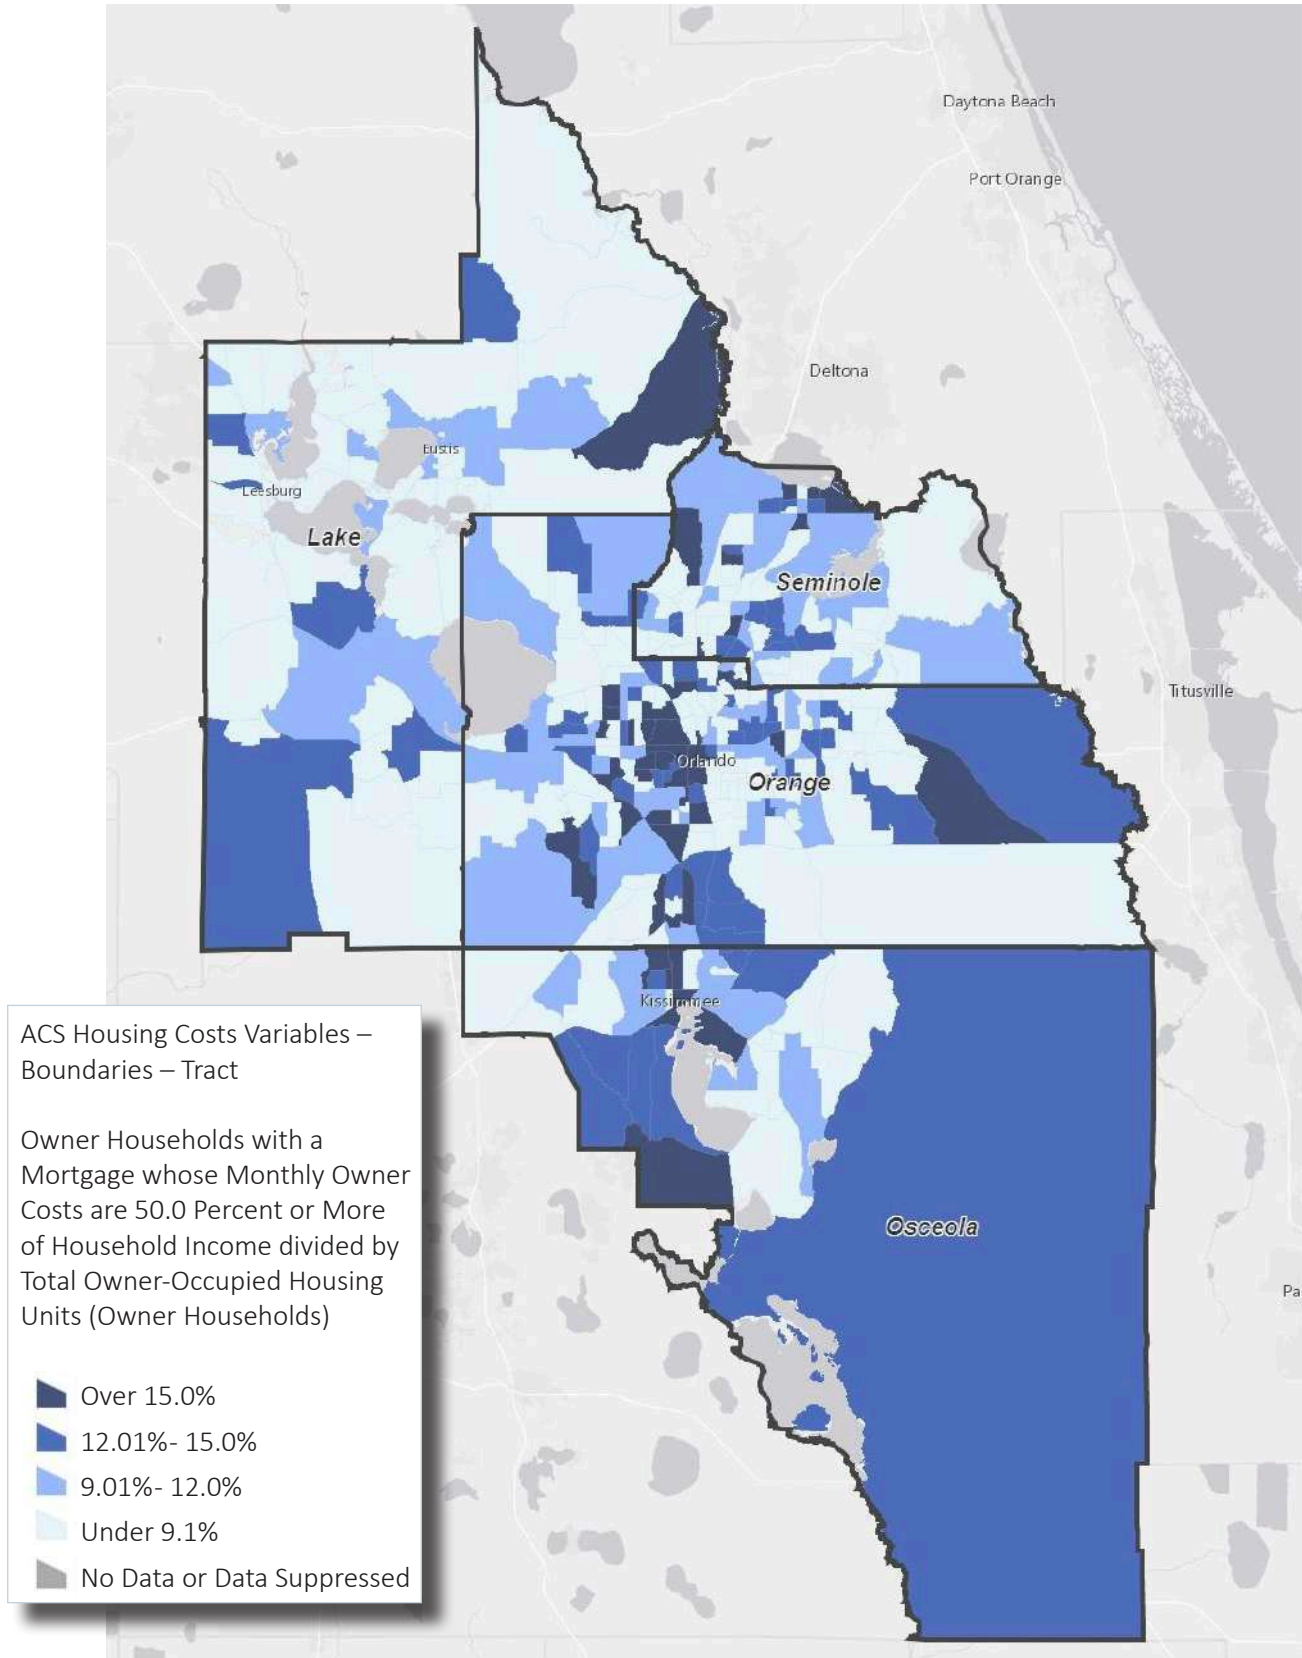 Daytona Beach
Port Orange
Deltona
Eustis
Leesburg
Lake
Seminole
Titusville
Orlando
Orange
Kissimmee
ACS Housing Costs Variables –
Boundaries – Tract
Owner Households with a
Mortgage whose Monthly Owner
Costs are 50.0 Percent or More
of Household Income divided by
Total Owner-Occupied Housing
Units (Owner Households)
Osceola
Pa
Over 15.0%
12.01%- 15.0%
9.01%- 12.0%
Under 9.1%
No Data or Data Suppressed